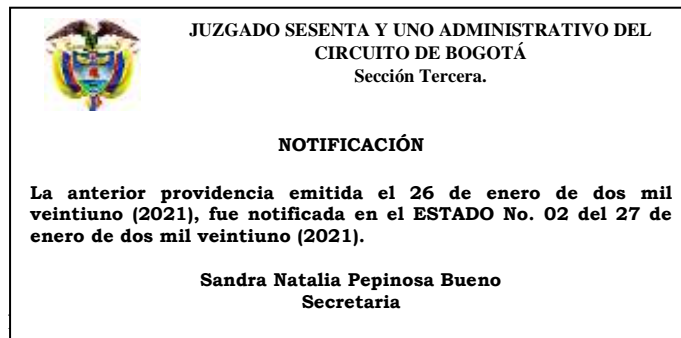 JUZGADO SESENTA Y UNO ADMINISTRATIVO DEL
CIRCUITO DE BOGOTÁ
Sección Tercera.
NOTIFICACIÓN
La anterior providencia emitida el 26 de enero de dos mil
veintiuno (2021), fue notificada en el ESTADO No. 02 del 27 de
enero de dos mil veintiuno (2021).
Sandra Natalia Pepinosa Bueno
Secretaria